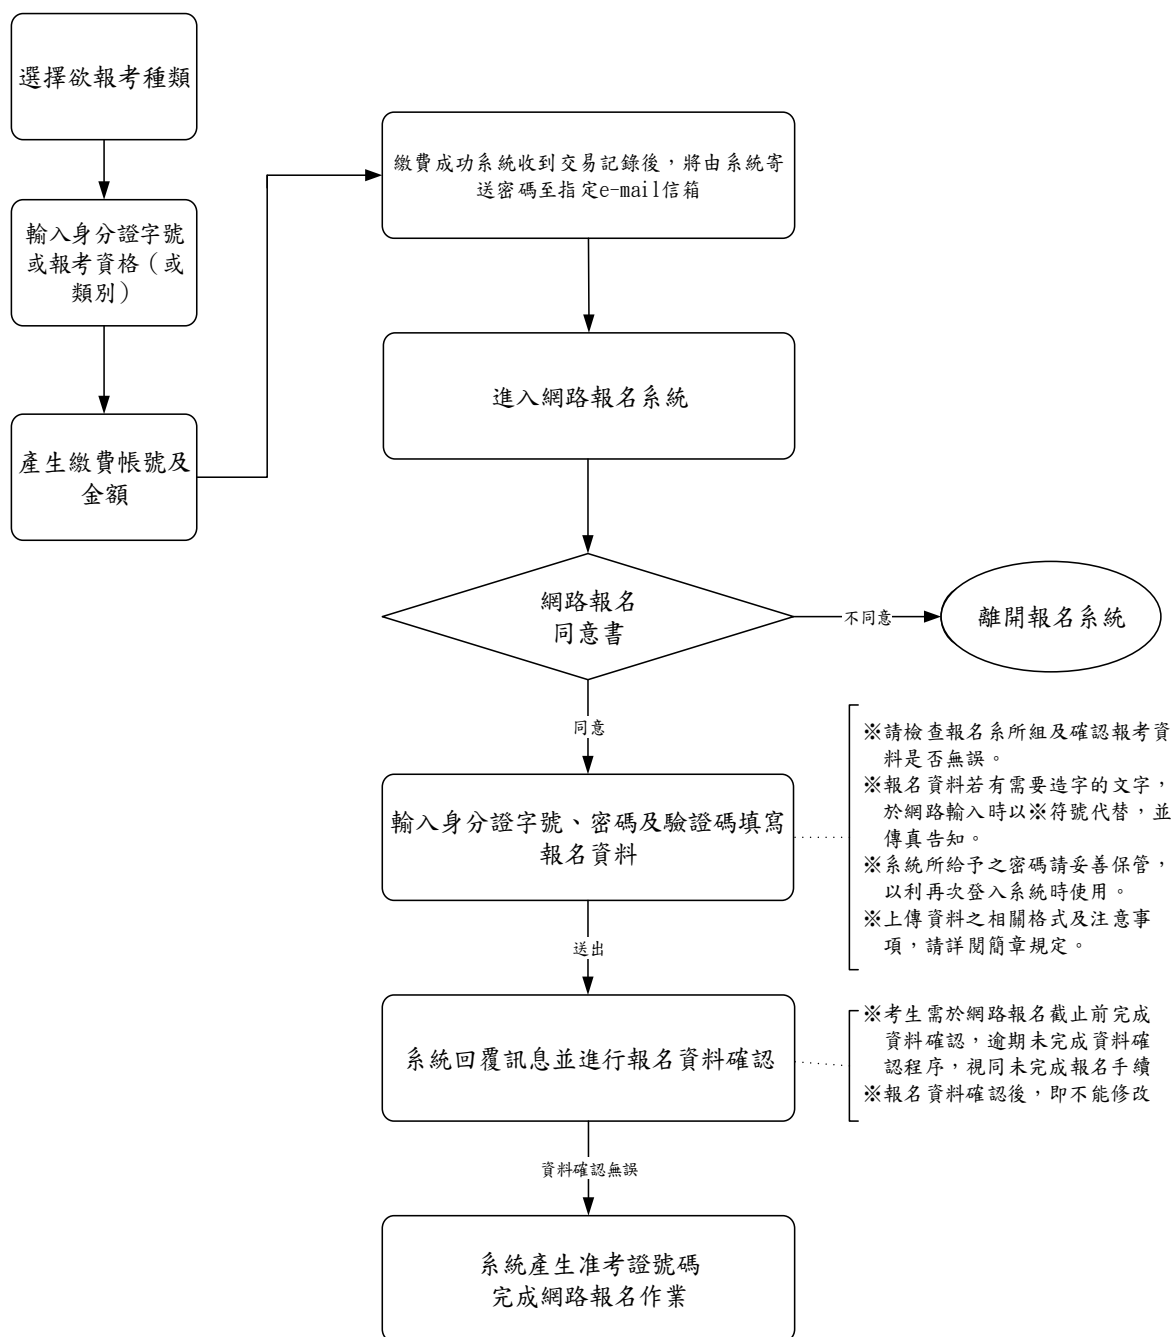 選擇欲報考種類
輸入身分證字號
或報考資格（或
類別）
產生繳費帳號及
金額
繳費成功系統收到交易記錄後，將由系統寄
送密碼至指定e-mail信箱
進入網路報名系統
網路報名
同意書
不同意
離開報名系統
同意
輸入身分證字號、密碼及驗證碼填寫
報名資料
※請檢查報名系所組及確認報考資
料是否無誤。
※報名資料若有需要造字的文字，
於網路輸入時以※符號代替，並
傳真告知。
※系統所給予之密碼請妥善保管，
以利再次登入系統時使用。
※上傳資料之相關格式及注意事
項，請詳閱簡章規定。
送出
系統回覆訊息並進行報名資料確認
※考生需於網路報名截止前完成
資料確認，逾期未完成資料確
認程序，視同未完成報名手續
※報名資料確認後，即不能修改
資料確認無誤
系統產生准考證號碼
完成網路報名作業